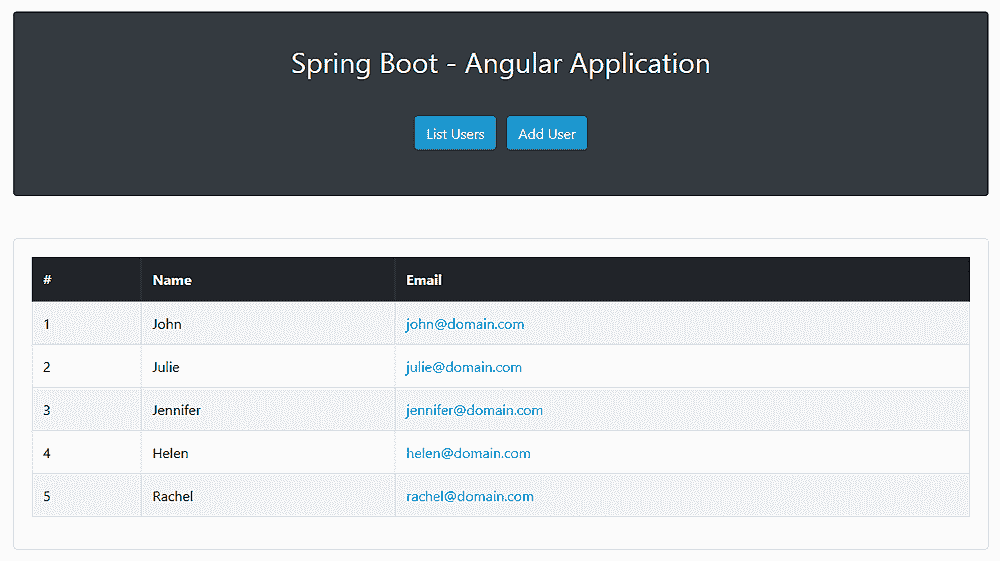 Spring Boot - Angular Application
List Users Add User
# Name Email
1 John john@domain.com
2 Julie julie@domain.com
3 Jennifer jennifer@domain.com
4 Helen helen@domain.com
5 Rachel rachel@domain.com